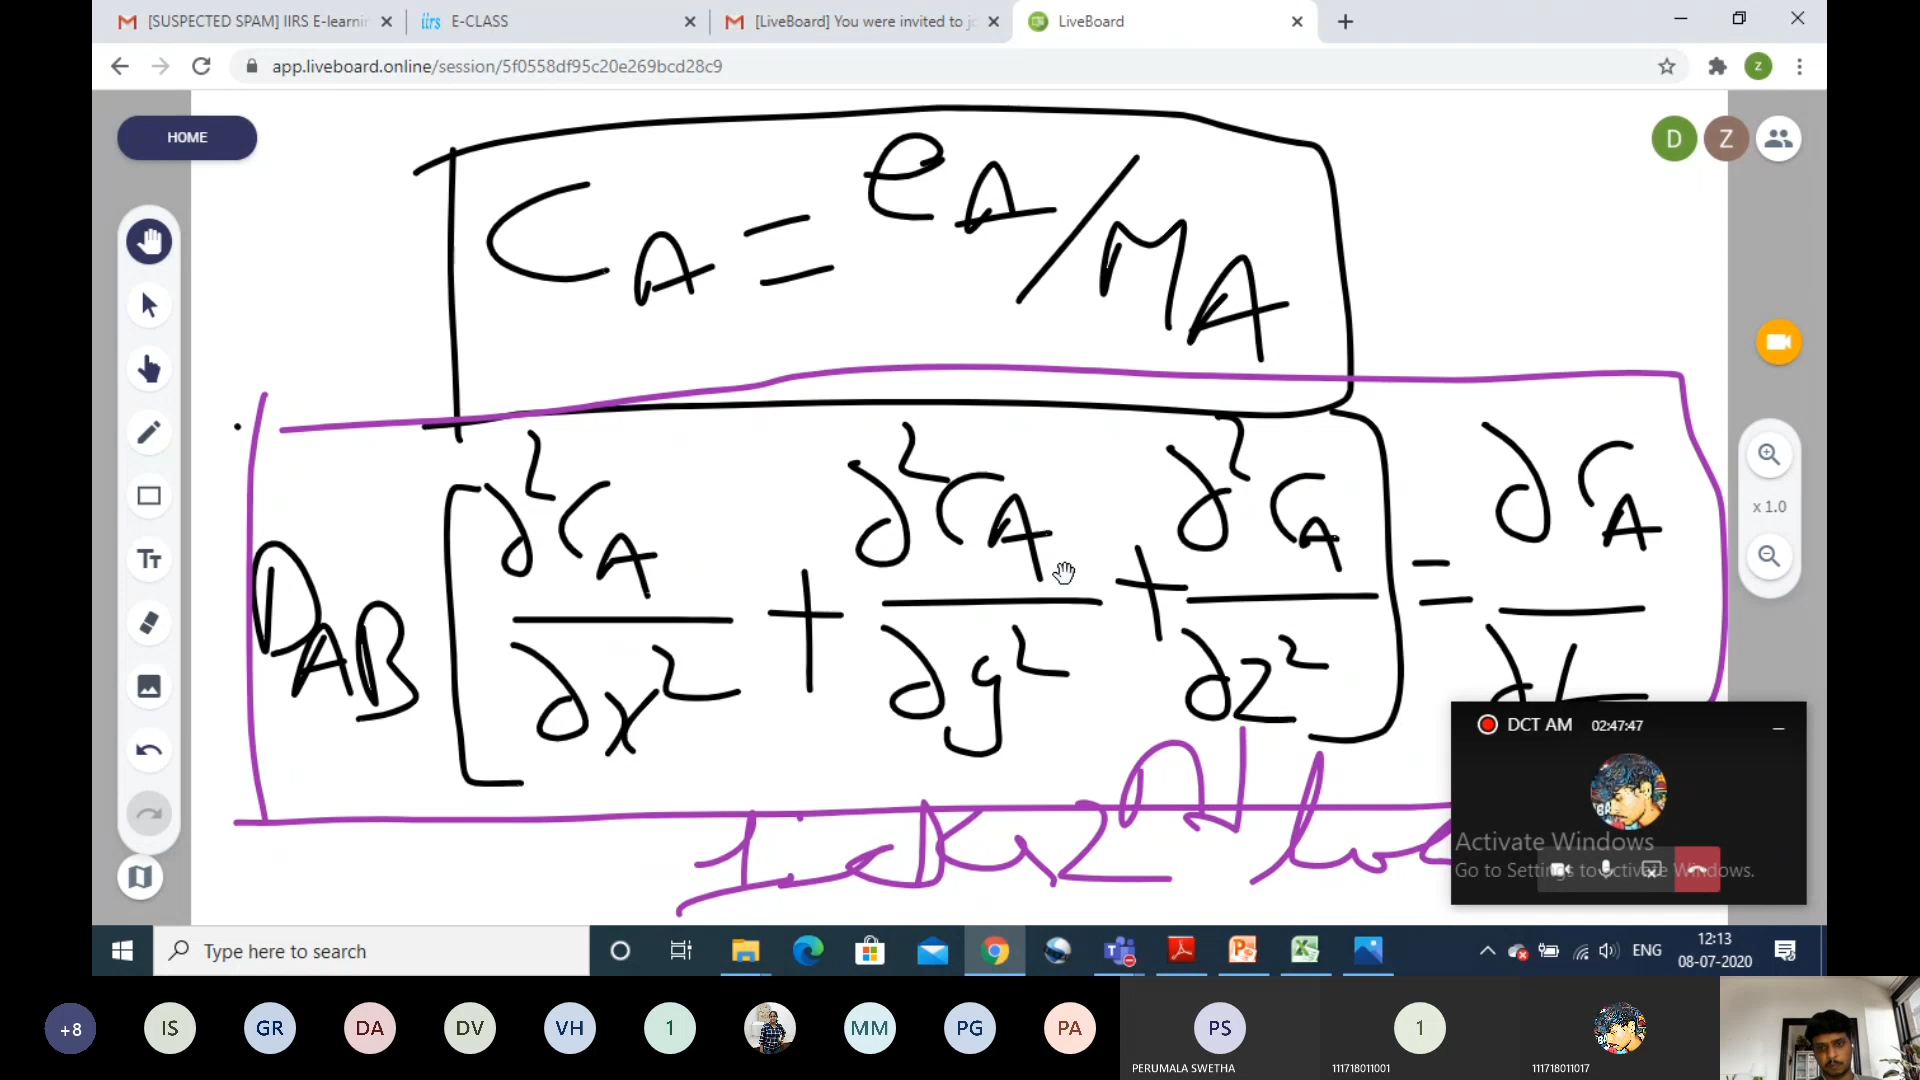 [SUSPECTED SPAM] IIRS E-learni
iirs E-CLASS
[LiveBoard] You were invited to j
LiveBoard
app.liveboard.online/session/5f0558df95c20e269bcd28c9
Z
HOME
D Z
C_A = ρ_A/M_A
D_AB [∂²C_A/∂x² + ∂²C_A/∂y² + ∂²C_A/∂z²] = ∂C_A/∂t
Tт
x 1.0
DCT AM 02:47:47
Activate Windows
Go to Settings to activate Windows.
Type here to search
ENG
12:13
08-07-2020
+8 IS GR DA DV VH 1 MM PG PA PS 1
PERUMALA SWETHA 111718011001 111718011017